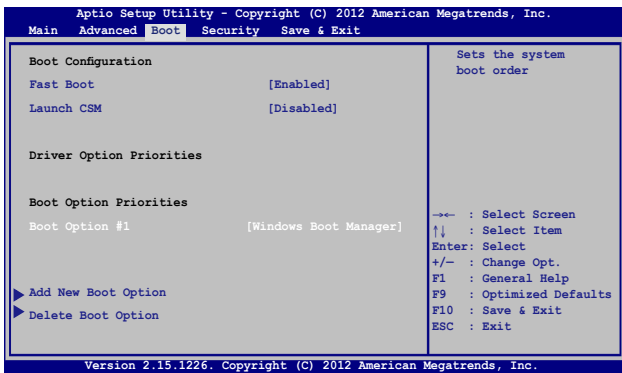 Aptio Setup Utility - Copyright (C) 2012 American Megatrends, Inc.
Main Advanced Boot Security Save & Exit
Boot Configuration
Fast Boot [Enabled]
Launch CSM [Disabled]
Driver Option Priorities
Boot Option Priorities
Boot Option #1 [Windows Boot Manager]
Add New Boot Option
Delete Boot Option
Sets the system
boot order
→← : Select Screen
↑↓ : Select Item
Enter: Select
+/— : Change Opt.
F1 : General Help
F9 : Optimized Defaults
F10 : Save & Exit
ESC : Exit
Version 2.15.1226. Copyright (C) 2012 American Megatrends, Inc.